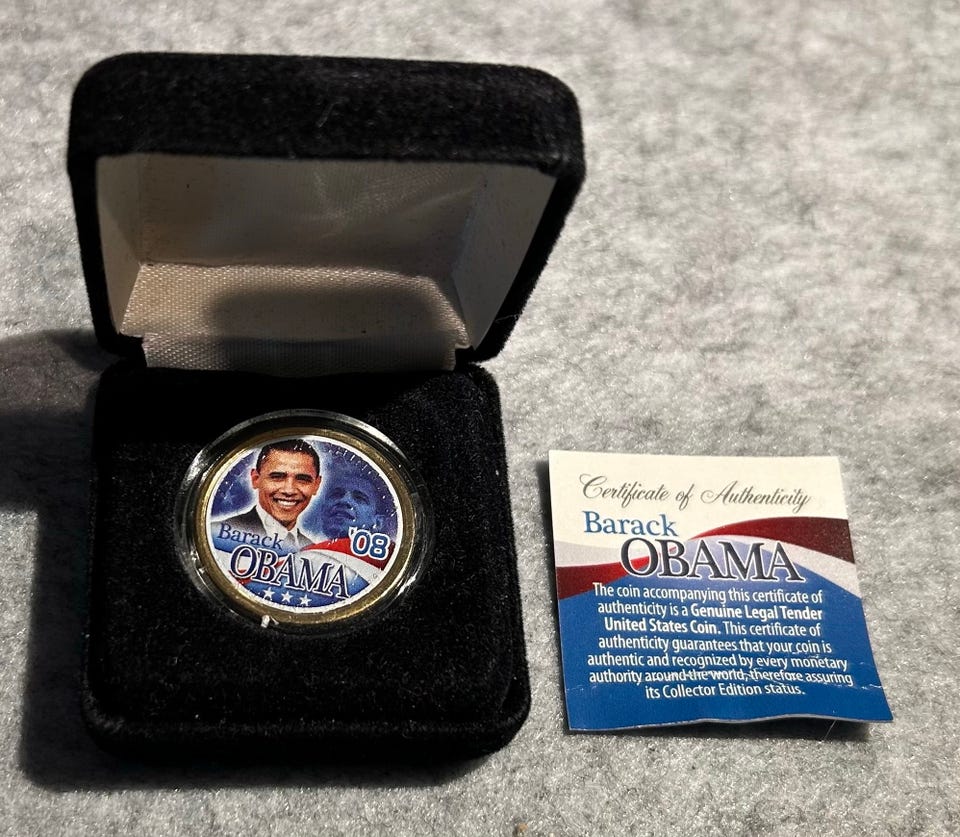 Barack
'08
OBAMA
Certificate of Authenticity
Barack
OBAMA
The coin accompanying this certificate of
authenticity is a Genuine Legal Tender
United States Coin. This certificate of
authenticity guarantees that your coin is
authentic and recognized by every monetary
authority around the world, therefore assuring
its Collector Edition status.